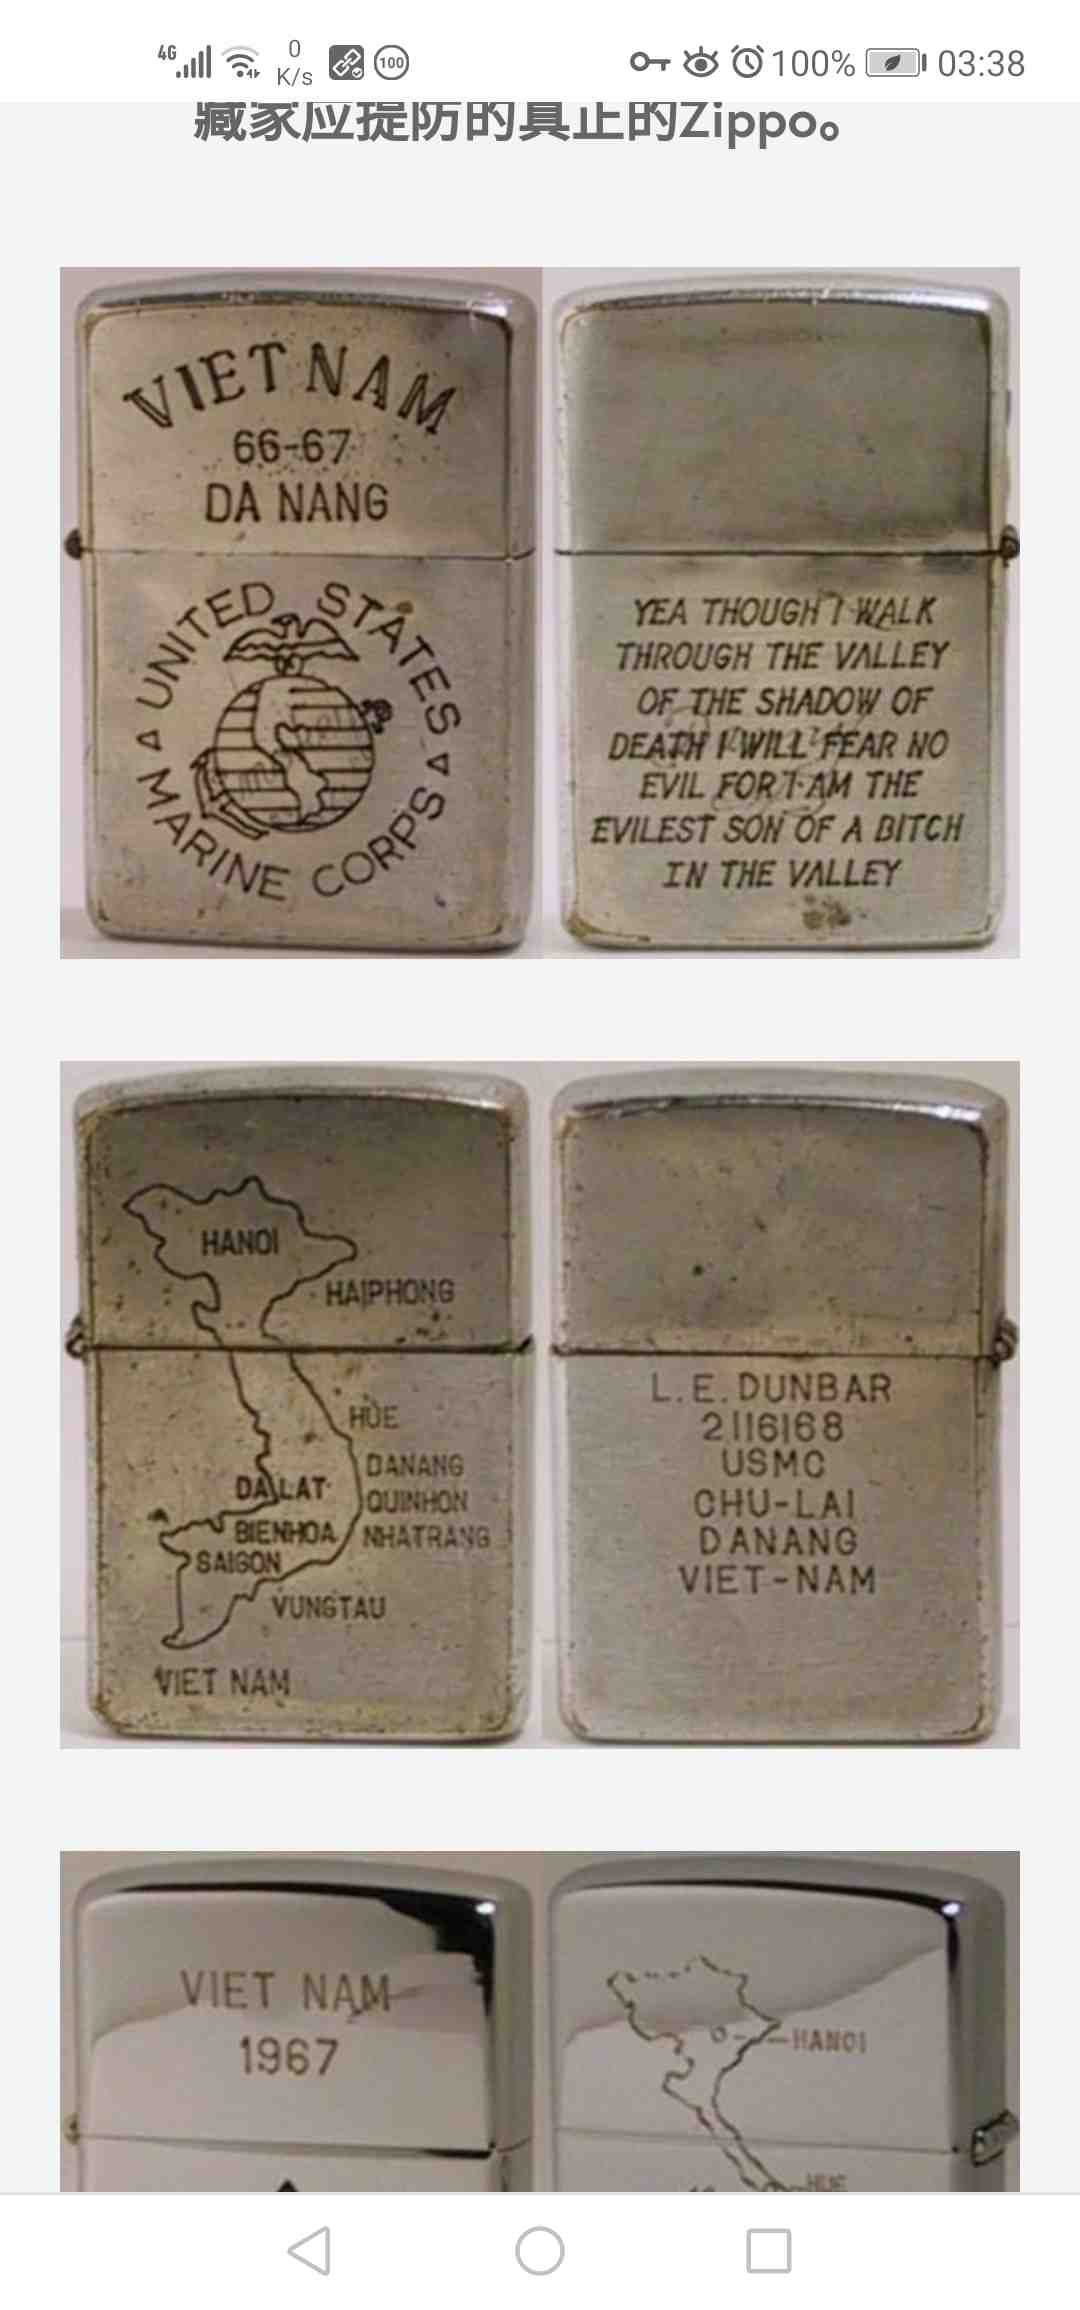 4G
0
K/s
100
100%
03:38
藏家应提防的真正的Zippo。
VIET NAM
66-67
DA NANG
UNITED STATES
MARINE CORPS
YEA THOUGH I WALK
THROUGH THE VALLEY
OF THE SHADOW OF
DEATH I WILL FEAR NO
EVIL FOR I AM THE
EVILEST SON OF A BITCH
IN THE VALLEY
HANOI
HAIPHONG
HUE
DANANG
DALAT
QUINHON
BIENHOA
NHATRANG
SAIGON
VUNGTAU
VIET NAM
L.E. DUNBAR
2116168
USMC
CHU-LAI
DANANG
VIET-NAM
VIET NAM
1967
HANOI
HUE